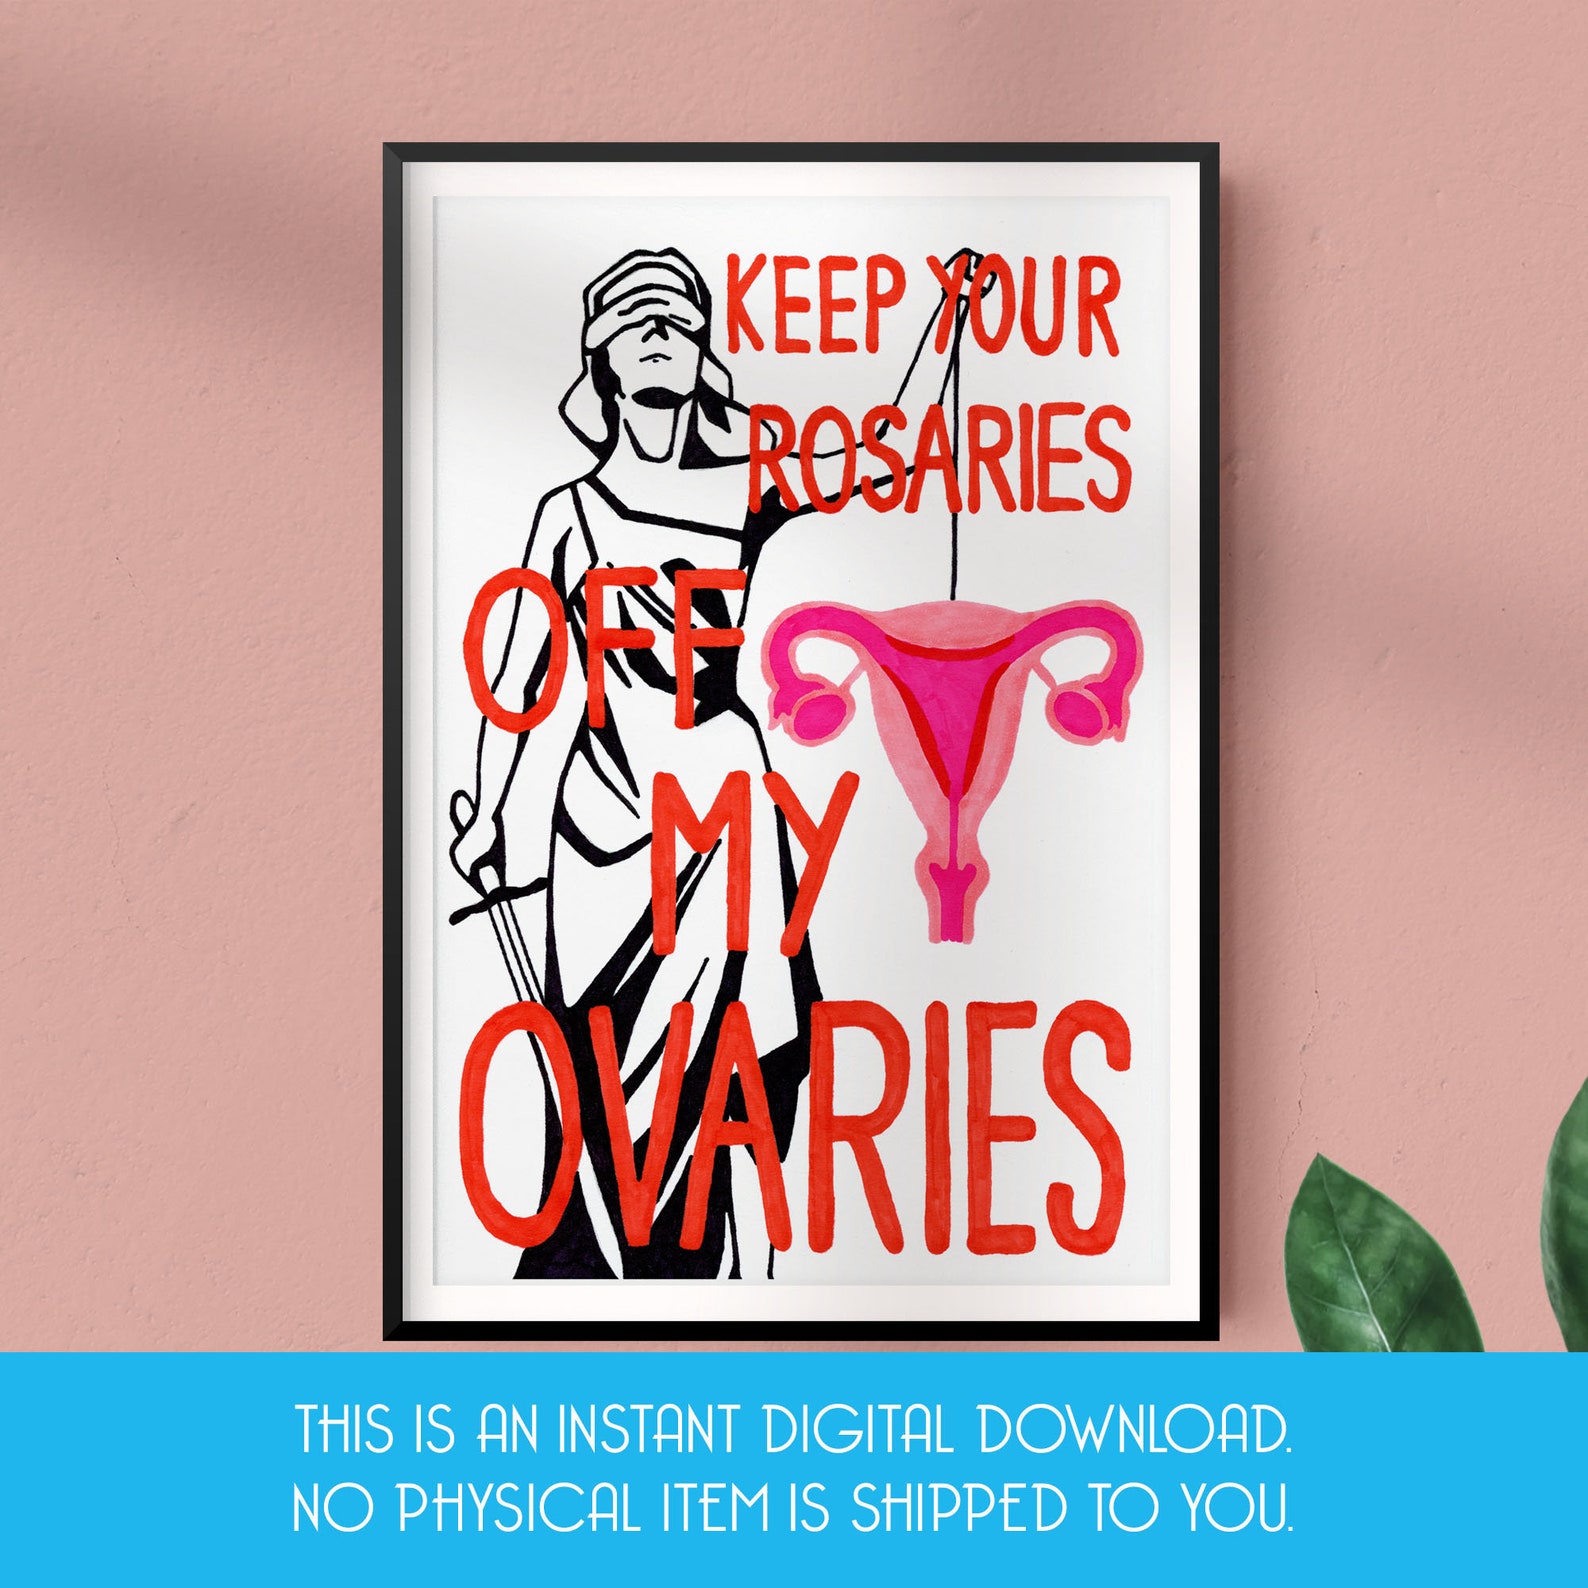 KEEP YOUR
ROSARIES
OFF
MY
OVARIES
THIS IS AN INSTANT DIGITAL DOWNLOAD.
NO PHYSICAL ITEM IS SHIPPED TO YOU.